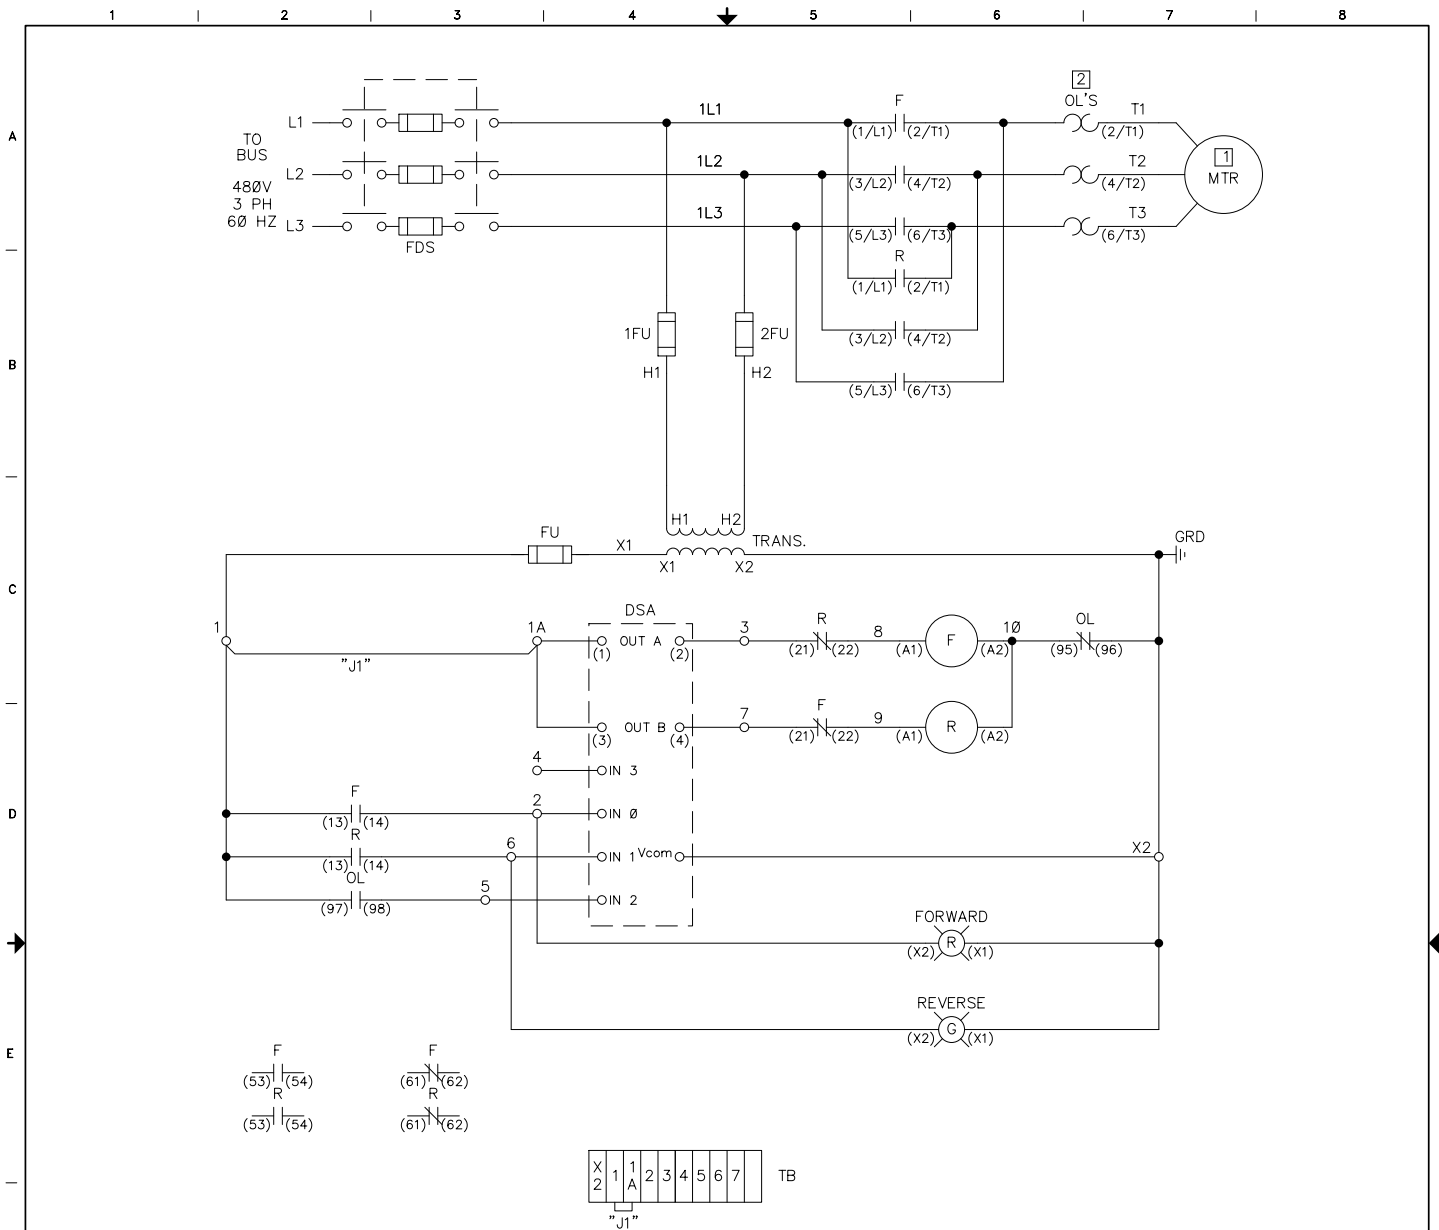 1 2 3 4 5 6 7 8
A
B
C
D
E
TO
BUS
48ØV
3 PH
6Ø HZ
L1
L2
L3
FDS
1L1
1L2
1L3
F
(1/L1) (2/T1)
(3/L2) (4/T2)
(5/L3) (6/T3)
R
(1/L1) (2/T1)
(3/L2) (4/T2)
(5/L3) (6/T3)
2
OL'S
T1
(2/T1)
T2
(4/T2)
T3
(6/T3)
1
MTR
1FU
2FU
H1
H2
H1 H2
TRANS.
FU
X1
X1 X2
GRD
DSA
1
1A
"J1"
(1) OUT A (2)
3
R
(21) (22)
8
(A1) F (A2)
1Ø
OL
(95) (96)
(3) OUT B (4)
7
F
(21) (22)
9
(A1) R (A2)
4
IN 3
F
(13) (14)
2
IN Ø
R
(13) (14)
6
IN 1 Vcom
X2
OL
(97) (98)
5
IN 2
FORWARD
(X2) R (X1)
REVERSE
(X2) G (X1)
F
(53) (54)
R
(53) (54)
F
(61) (62)
R
(61) (62)
X2 1 1A 2 3 4 5 6 7 TB
"J1"